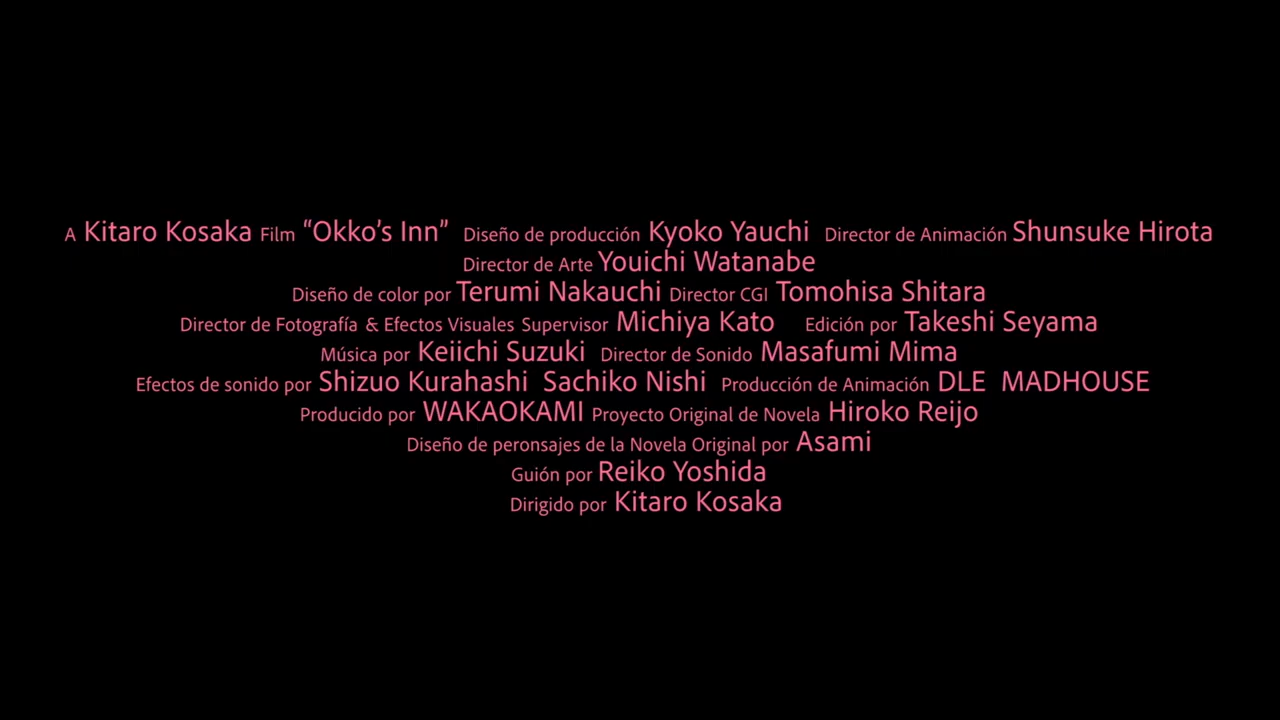 A Kitaro Kosaka Film “Okko’s Inn” Diseño de producción Kyoko Yauchi Director de Animación Shunsuke Hirota
Director de Arte Youichi Watanabe
Diseño de color por Terumi Nakauchi Director CGI Tomohisa Shitara
Director de Fotografía & Efectos Visuales Supervisor Michiya Kato Edición por Takeshi Seyama
Música por Keiichi Suzuki Director de Sonido Masafumi Mima
Efectos de sonido por Shizuo Kurahashi Sachiko Nishi Producción de Animación DLE MADHOUSE
Producido por WAKAOKAMI Proyecto Original de Novela Hiroko Reijo
Diseño de peronsajes de la Novela Original por Asami
Guión por Reiko Yoshida
Dirigido por Kitaro Kosaka